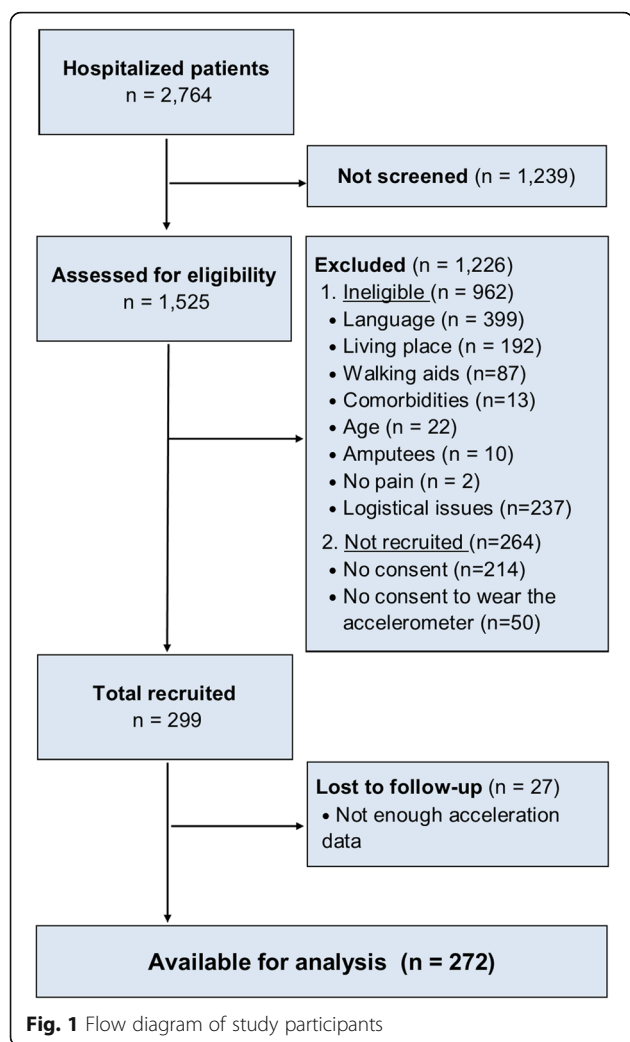 Hospitalized patients
n = 2,764
Not screened (n = 1,239)
Assessed for eligibility
n = 1,525
Excluded (n = 1,226)
1. Ineligible (n = 962)
• Language (n = 399)
• Living place (n = 192)
• Walking aids (n=87)
• Comorbidities (n=13)
• Age (n = 22)
• Amputees (n = 10)
• No pain (n = 2)
• Logistical issues (n=237)
2. Not recruited (n=264)
• No consent (n=214)
• No consent to wear the
accelerometer (n=50)
Total recruited
n = 299
Lost to follow-up (n = 27)
• Not enough acceleration
data
Available for analysis (n = 272)
Fig. 1 Flow diagram of study participants